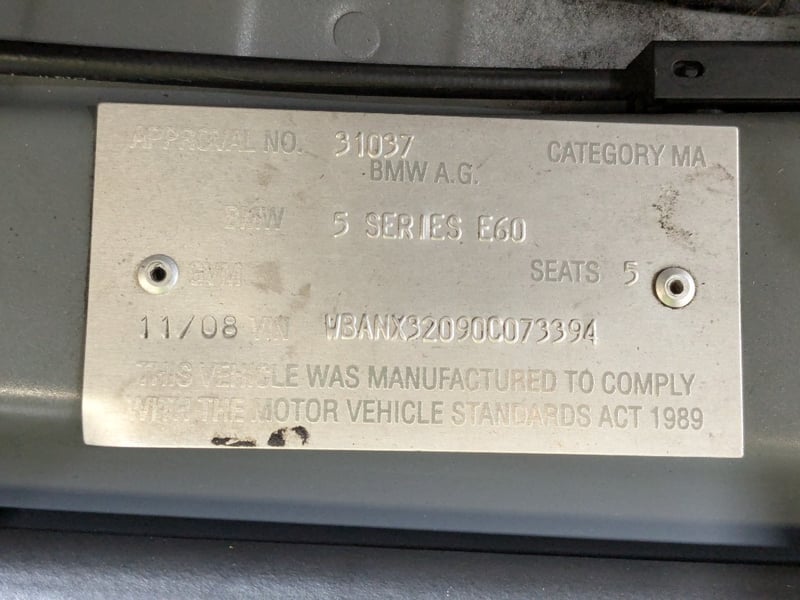 APPROVAL NO. 31037 CATEGORY MA
BMW A.G.
BMW 5 SERIES E60
GVM SEATS 5
11/08 VIN WBANX32090C073394
THIS VEHICLE WAS MANUFACTURED TO COMPLY
WITH THE MOTOR VEHICLE STANDARDS ACT 1989